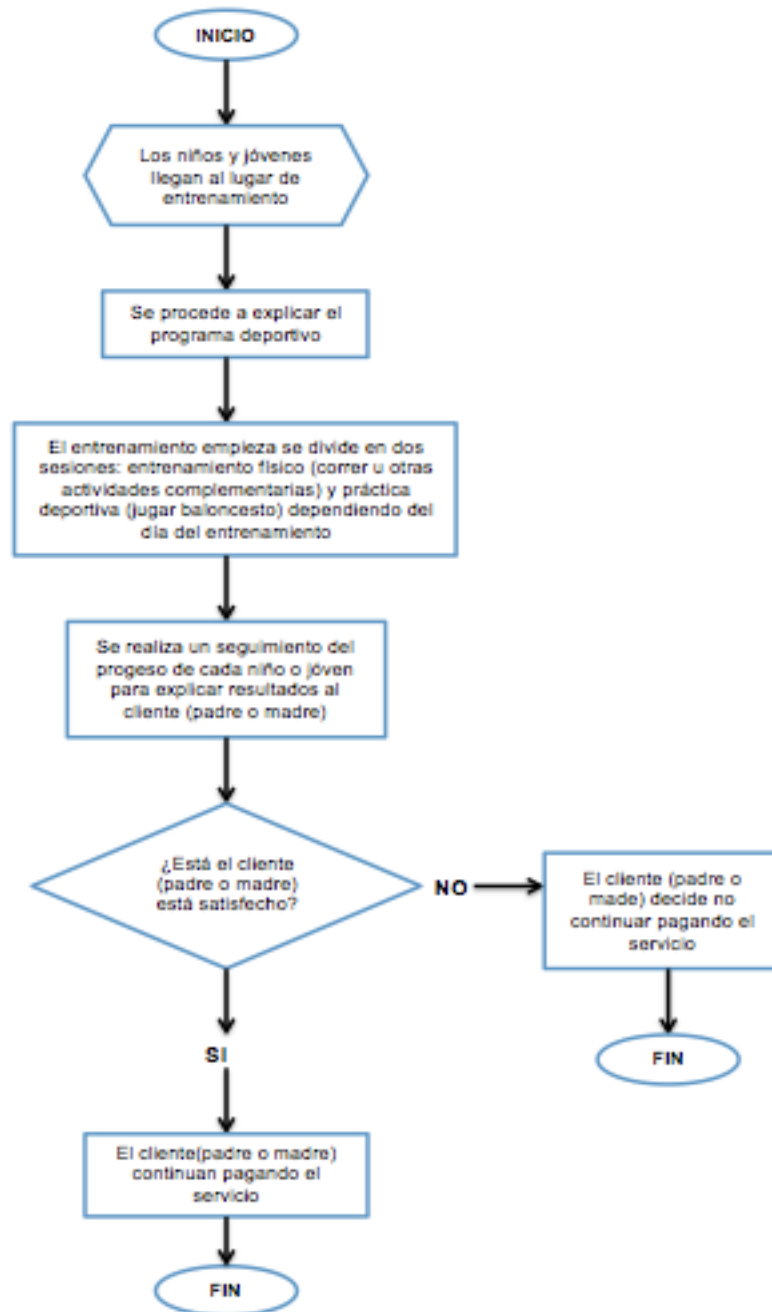 INICIO
Los niños y jóvenes
llegan al lugar de
entrenamiento
Se procede a explicar el
programa deportivo
El entrenamiento empieza se divide en dos
sesiones: entrenamiento físico (correr u otras
actividades complementarias) y práctica
deportiva (jugar baloncesto) dependiendo del
día del entrenamiento
Se realiza un seguimiento del
progeso de cada niño o jóven
para explicar resultados al
cliente (padre o madre)
¿Está el cliente
(padre o madre)
está satisfecho?
NO
El cliente (padre o
made) decide no
continuar pagando el
servicio
FIN
SI
El cliente(padre o madre)
continuan pagando el
servicio
FIN